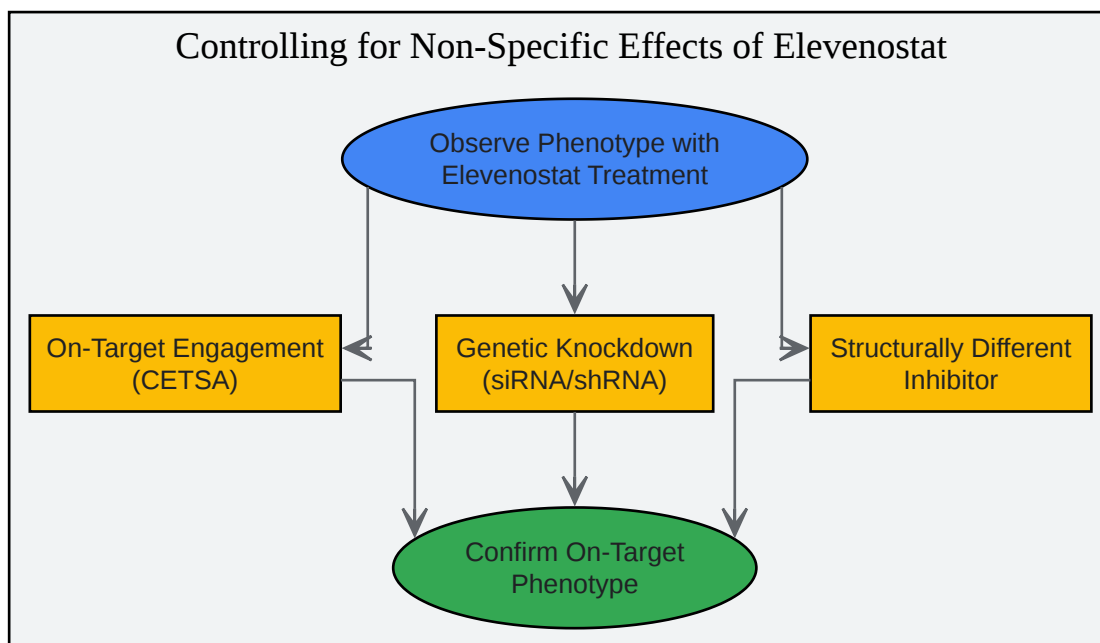 Controlling for Non-Specific Effects of Elevenostat
Observe Phenotype with
Elevenostat Treatment
On-Target Engagement
(CETSA)
Genetic Knockdown
(siRNA/shRNA)
Structurally Different
Inhibitor
Confirm On-Target
Phenotype